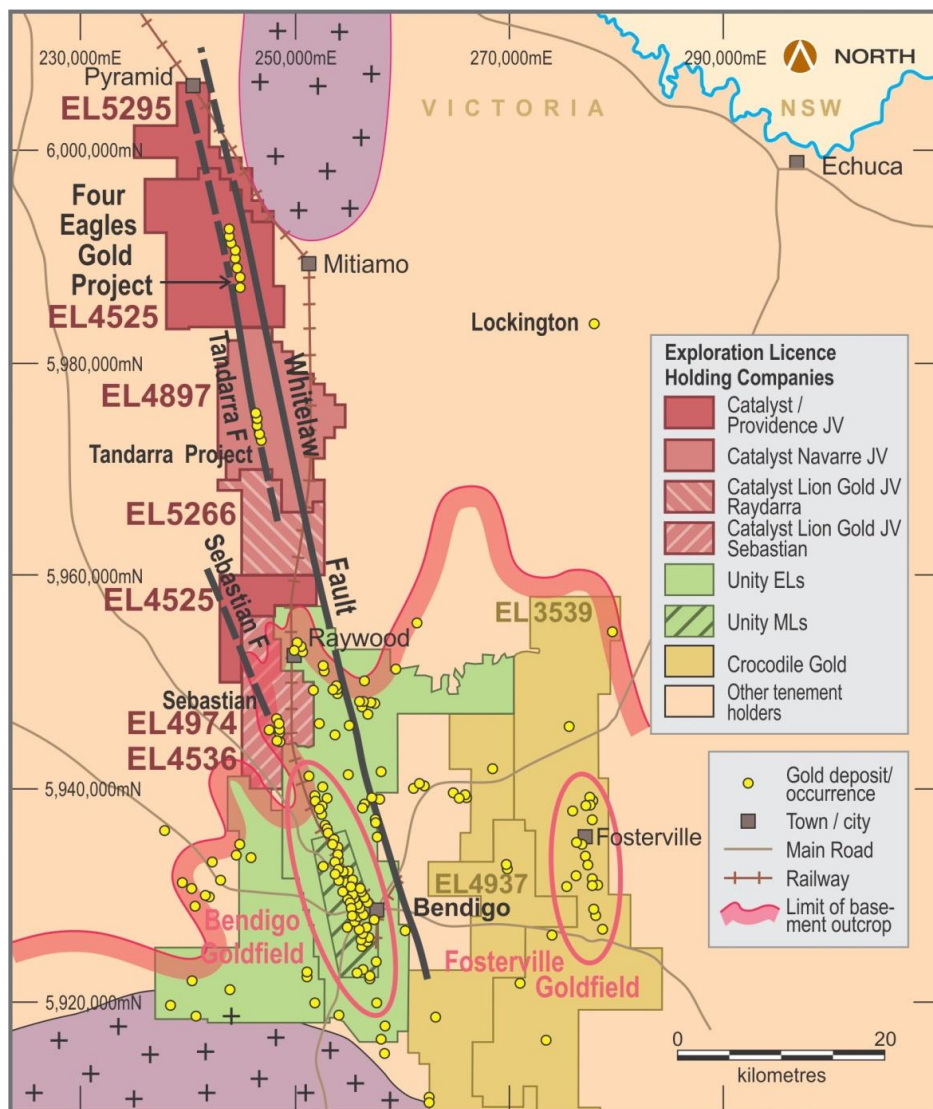 230,000mE
250,000mE
270,000mE
290,000mE
NORTH
Pyramid
EL5295
VICTORIA
NSW
6,000,000mN
Echuca
Four
Eagles
Gold
Project
Mitiamo
EL4525
Lockington
5,980,000mN
Tandarra F
Whitelaw
EL4897
Tandarra Project
EL5266
Sebastian F
5,960,000mN
Fault
EL4525
EL 3539
Raywood
Sebastian
EL4974
EL4536
5,940,000mN
Fosterville
EL4937
Bendigo
Bendigo
Goldfield
Fosterville
Goldfield
5,920,000mN
Exploration Licence
Holding Companies
Catalyst /
Providence JV
Catalyst Navarre JV
Catalyst Lion Gold JV
Raydarra
Catalyst Lion Gold JV
Sebastian
Unity ELs
Unity MLs
Crocodile Gold
Other tenement
holders
Gold deposit/
occurrence
Town / city
Main Road
Railway
Limit of base-
ment outcrop
0
20
kilometres